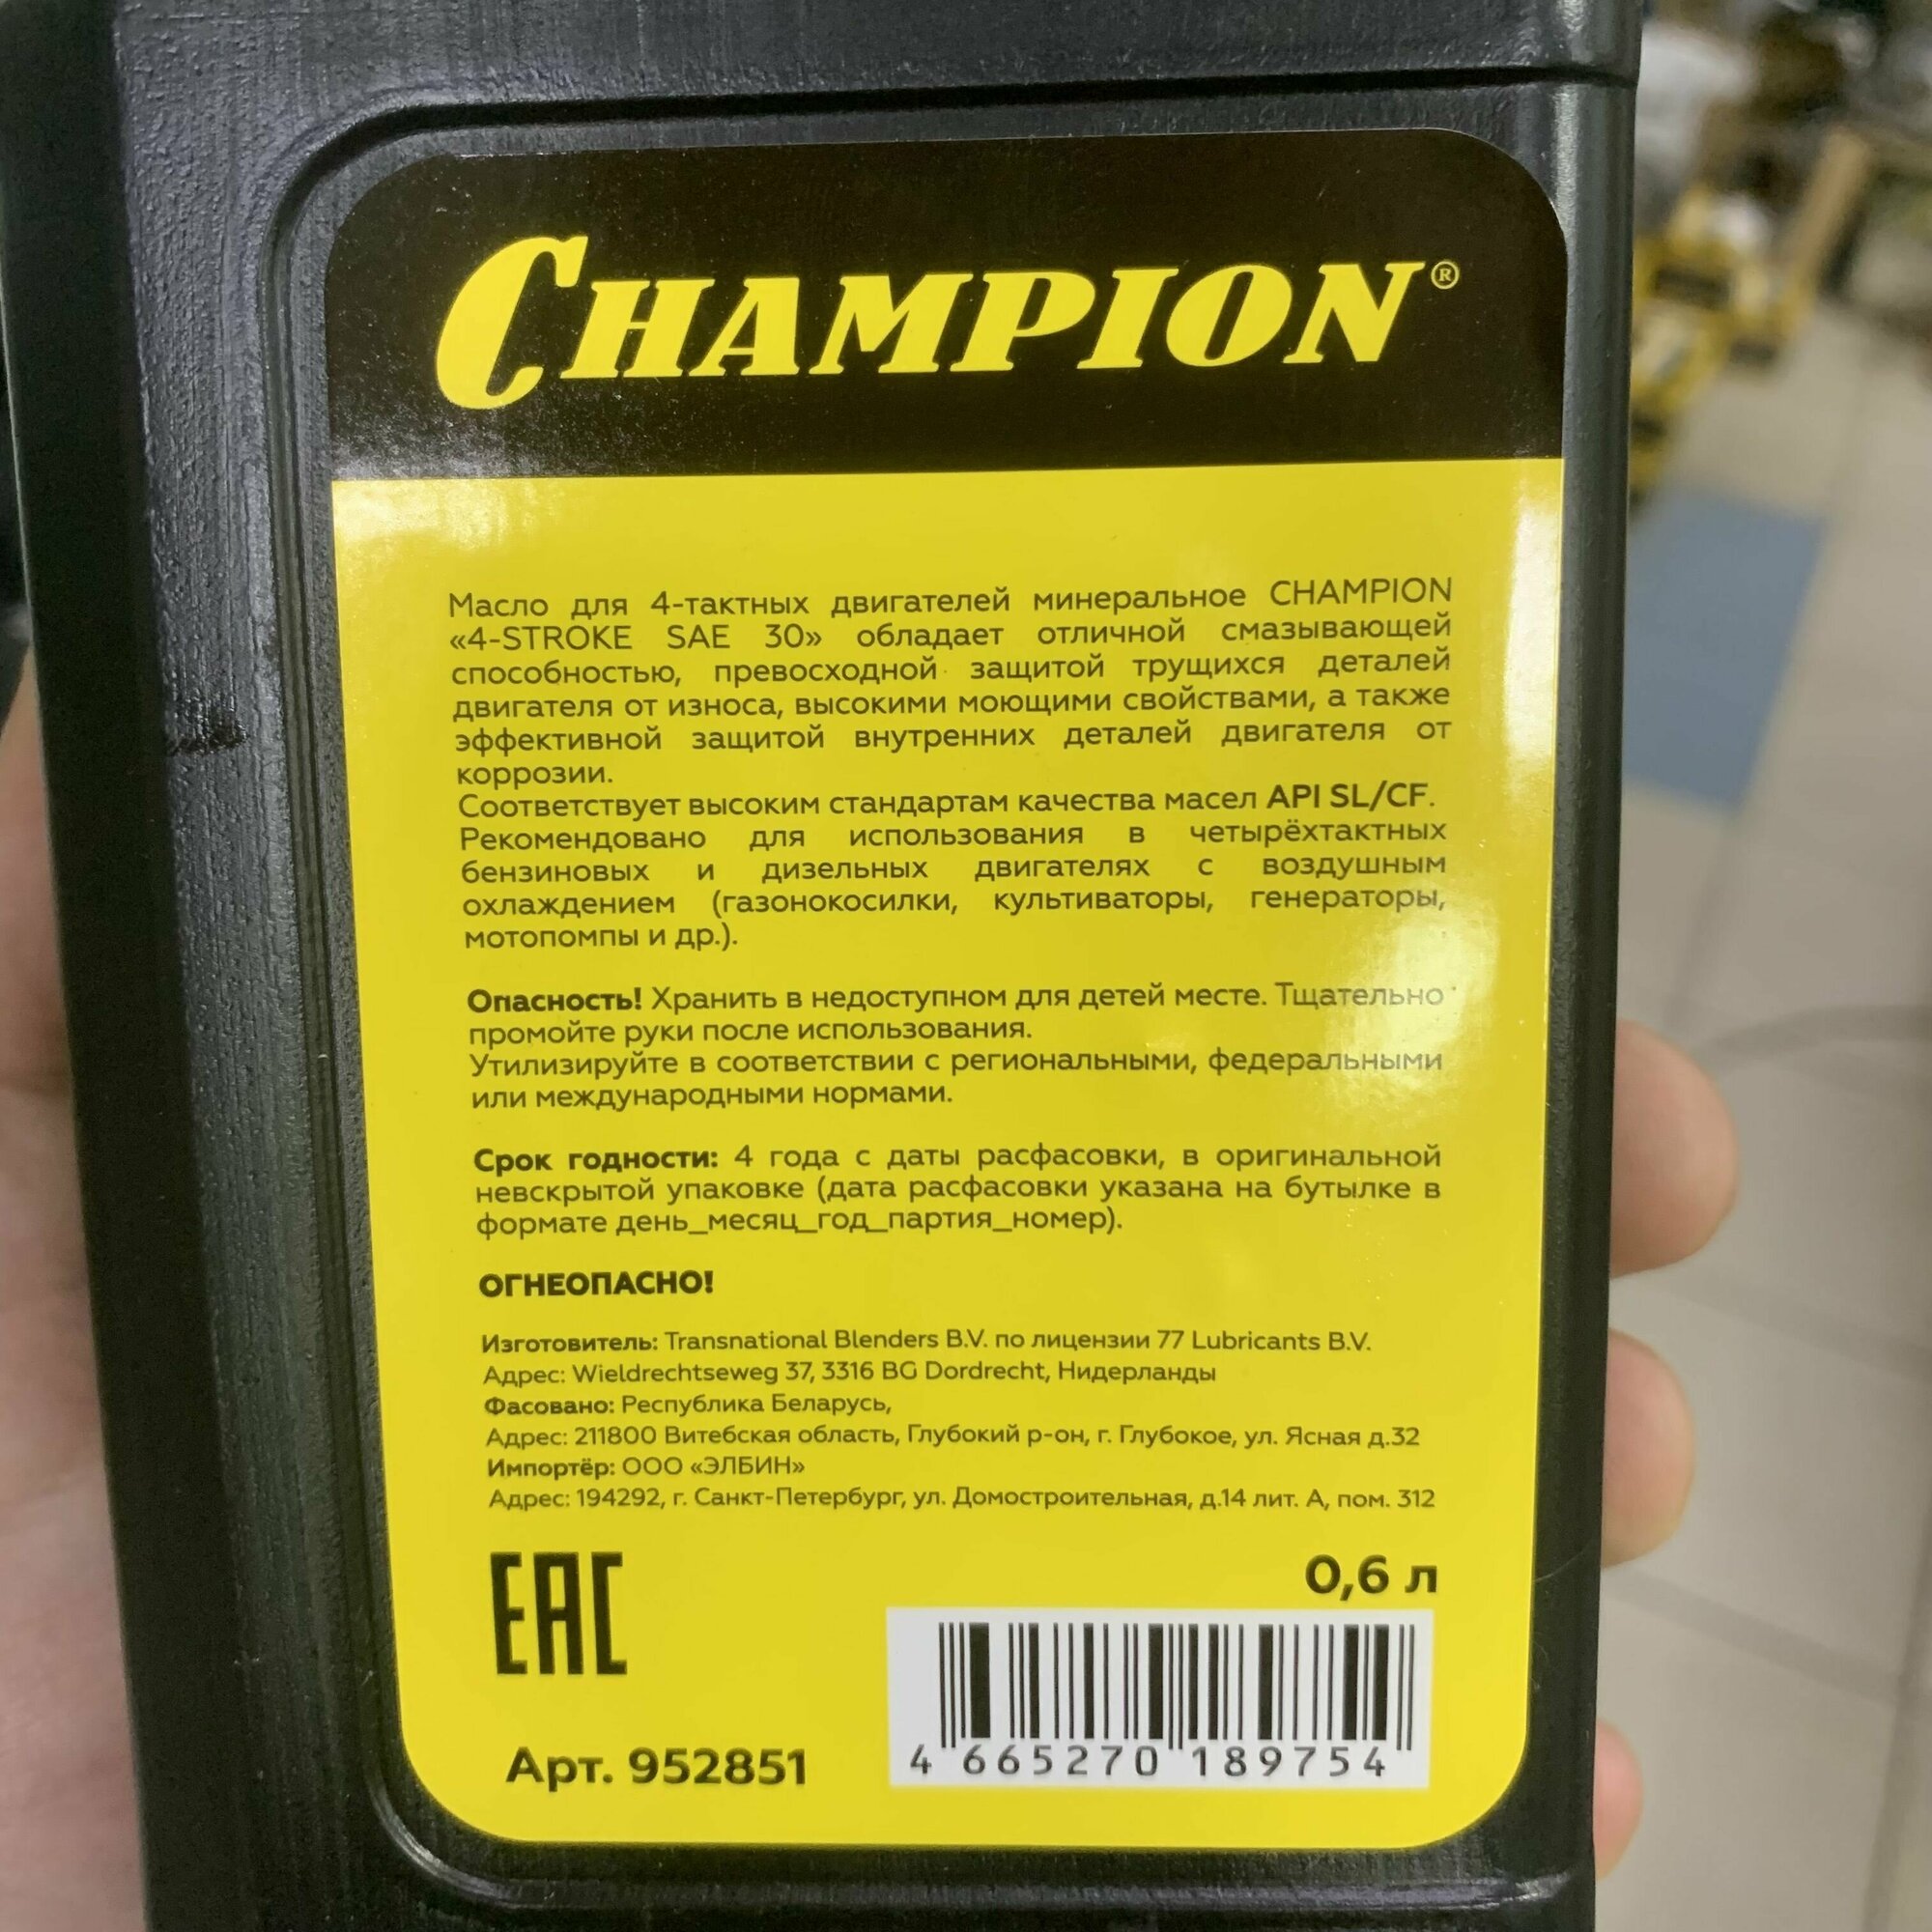 CHAMPION®
Масло для 4-тактных двигателей минеральное CHAMPION
«4-STROKE SAE 30» обладает отличной смазывающей
способностью, превосходной защитой трущихся деталей
двигателя от износа, высокими моющими свойствами, а также
эффективной защитой внутренних деталей двигателя от
коррозии.
Соответствует высоким стандартам качества масел API SL/CF.
Рекомендовано для использования в четырёхтактных
бензиновых и дизельных двигателях с воздушным
охлаждением (газонокосилки, культиваторы, генераторы,
мотопомпы и др.).
Опасность! Хранить в недоступном для детей месте. Тщательно
промойте руки после использования.
Утилизируйте в соответствии с региональными, федеральными
или международными нормами.
Срок годности: 4 года с даты расфасовки, в оригинальной
невскрытой упаковке (дата расфасовки указана на бутылке в
формате день_месяц_год_партия_номер).
ОГНЕОПАСНО!
Изготовитель: Transnational Blenders B.V. по лицензии 77 Lubricants B.V.
Адрес: Wieldrechtseweg 37, 3316 BG Dordrecht, Нидерланды
Фасовано: Республика Беларусь,
Адрес: 211800 Витебская область, Глубокий р-он, г. Глубокое, ул. Ясная д.32
Импортёр: ООО «ЭЛБИН»
Адрес: 194292, г. Санкт-Петербург, ул. Домостроительная, д.14 лит. А, пом. 312
EAC
0,6 л
Арт. 952851
4 665270 189754